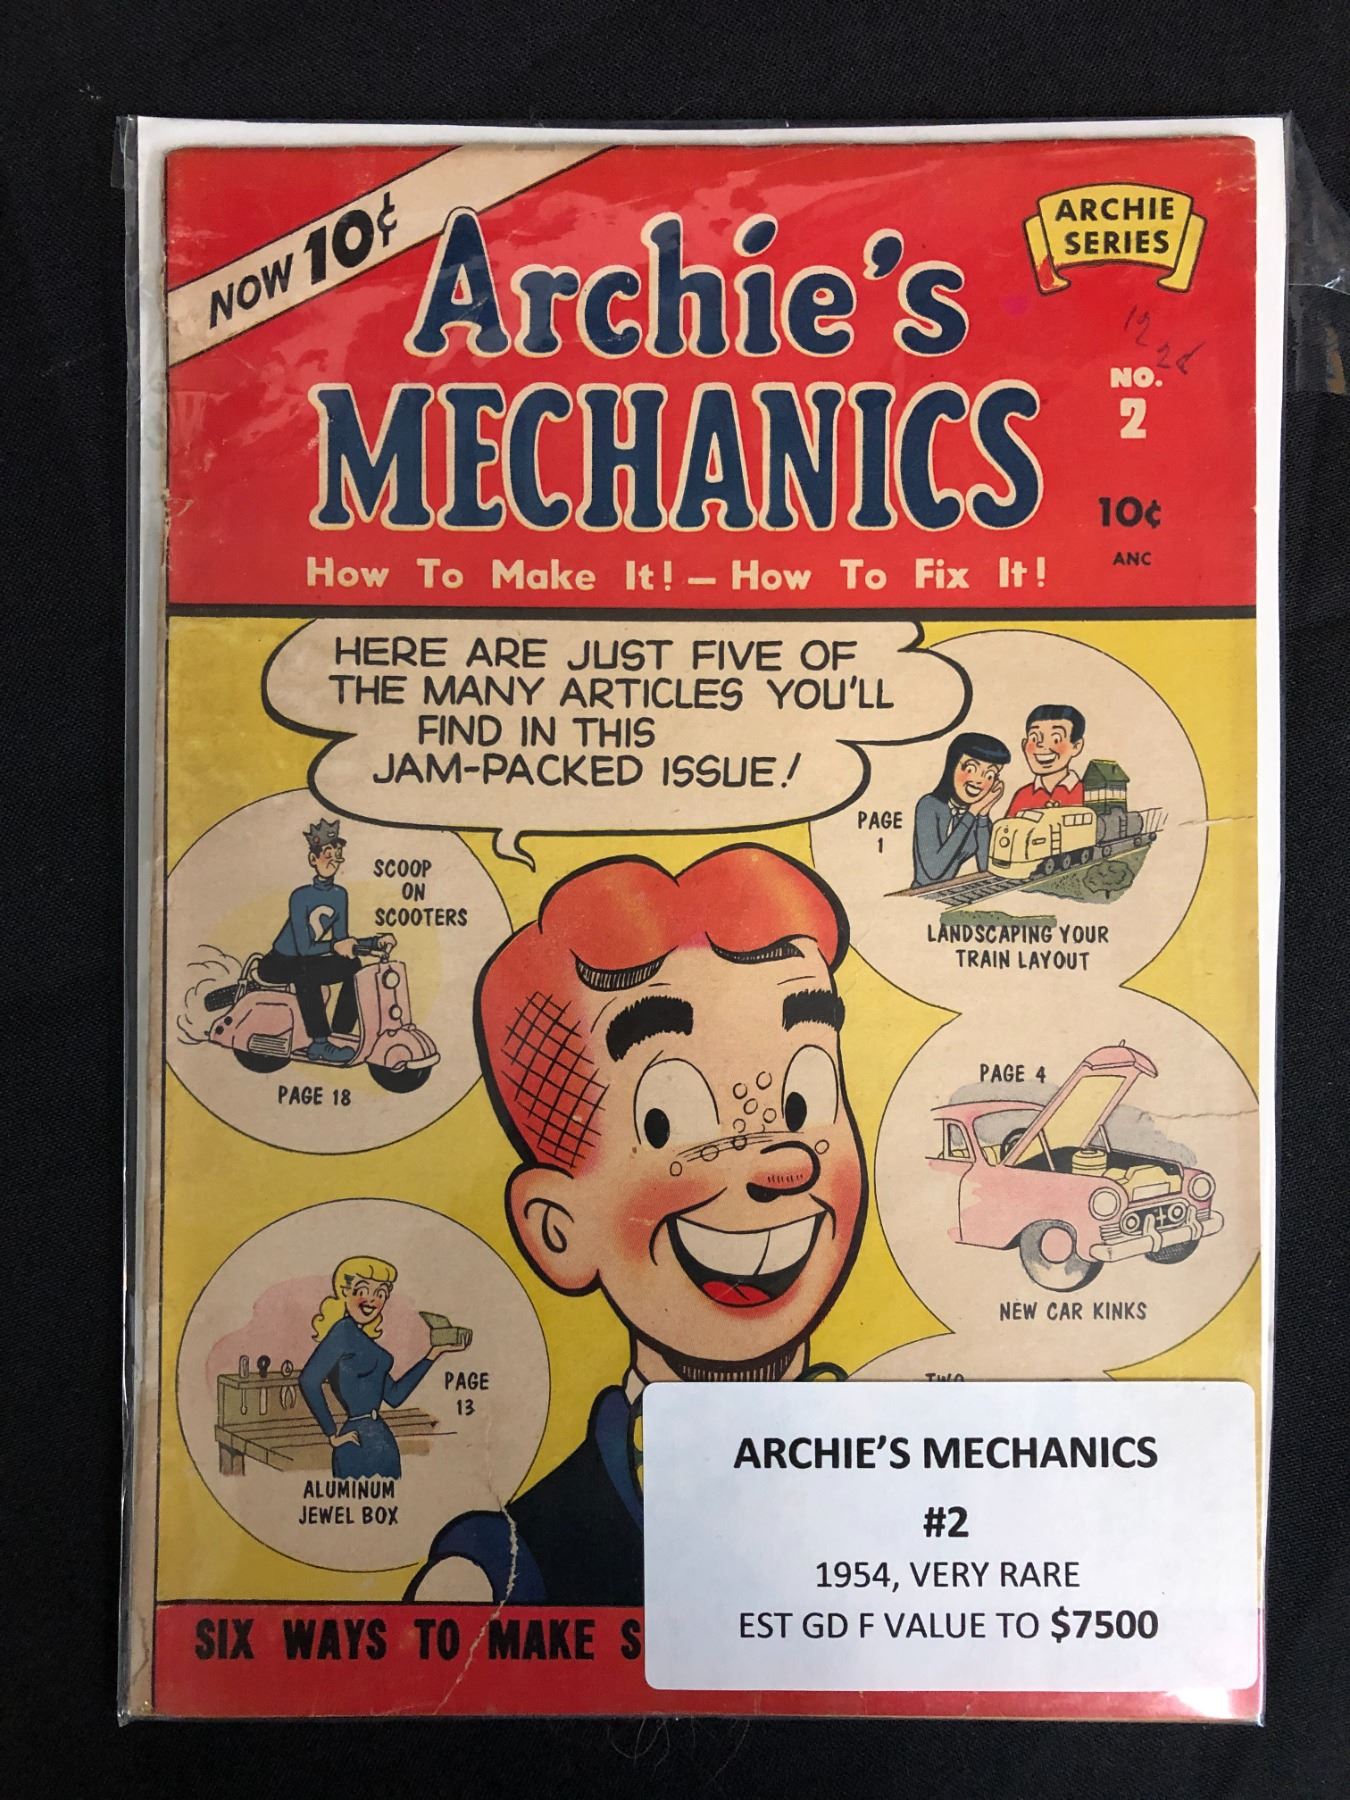 NOW 10¢
Archie's
MECHANICS
How To Make It! – How To Fix It!
ARCHIE
SERIES
NO.
2
10¢
ANC
HERE ARE JUST FIVE OF
THE MANY ARTICLES YOU'LL
FIND IN THIS
JAM-PACKED ISSUE!
SCOOP
ON
SCOOTERS
PAGE 18
PAGE
1
LANDSCAPING YOUR
TRAIN LAYOUT
PAGE 4
NEW CAR KINKS
PAGE
13
ALUMINUM
JEWEL BOX
TWO
SIX WAYS TO MAKE S
ARCHIE'S MECHANICS
#2
1954, VERY RARE
EST GD F VALUE TO $7500